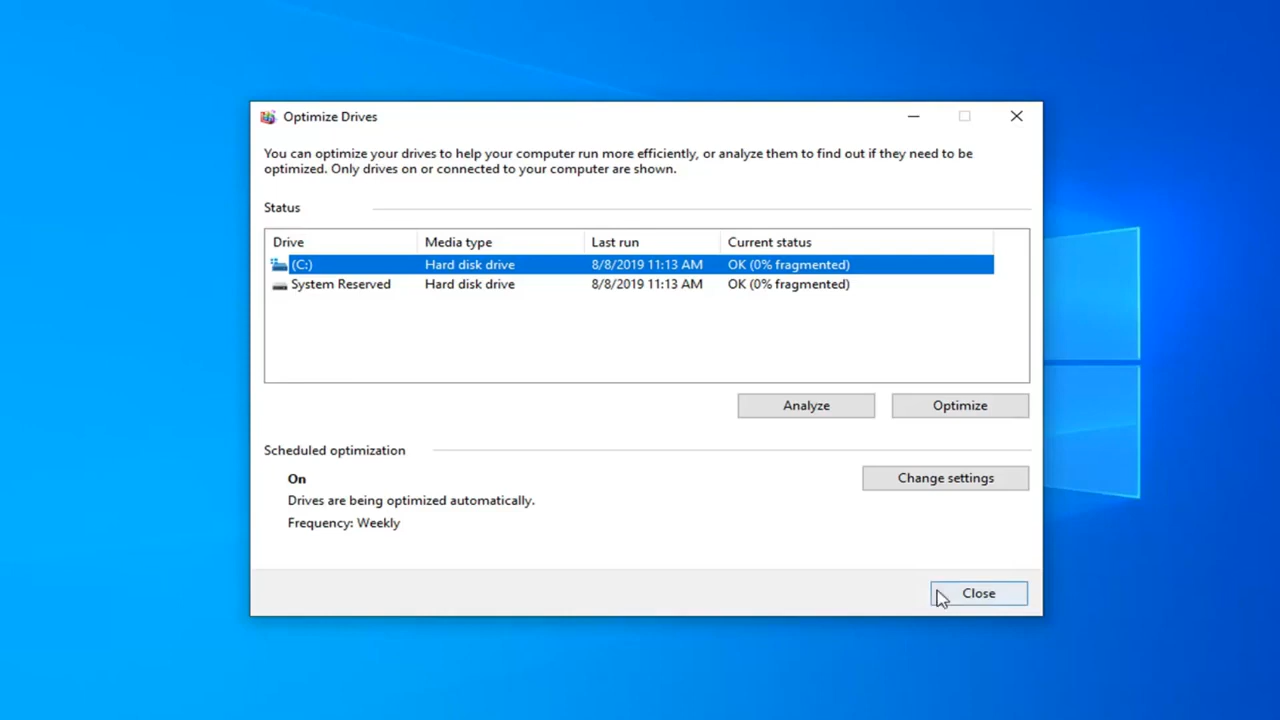 Optimize Drives
You can optimize your drives to help your computer run more efficiently, or analyze them to find out if they need to be
optimized. Only drives on or connected to your computer are shown.
Status
Drive Media type Last run Current status
(C:) Hard disk drive 8/8/2019 11:13 AM OK (0% fragmented)
System Reserved Hard disk drive 8/8/2019 11:13 AM OK (0% fragmented)
Analyze Optimize
Scheduled optimization
On
Change settings
Drives are being optimized automatically.
Frequency: Weekly
Close